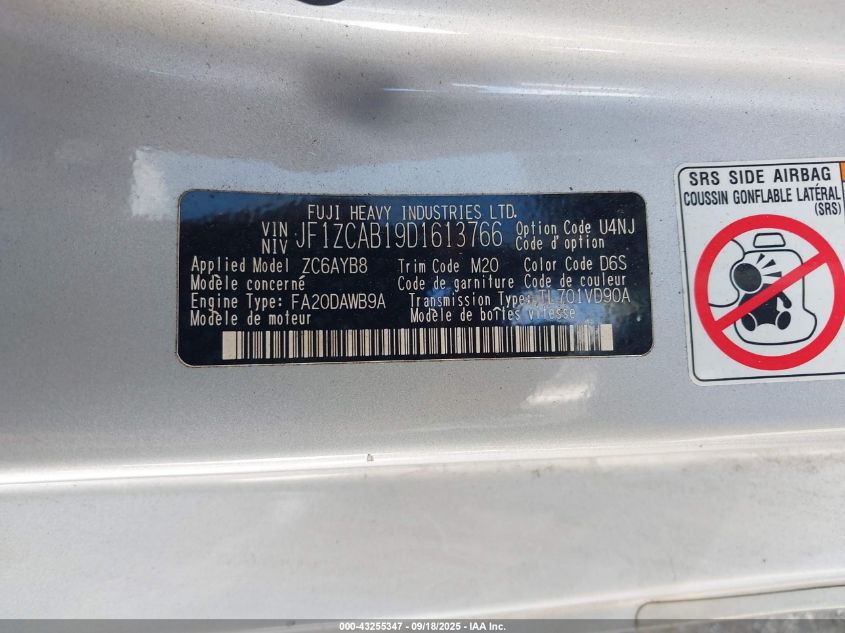 FUJI HEAVY INDUSTRIES LTD.
VIN
NIV
JF1ZCAB19D1613766
Option Code U4NJ
Code d'option
Applied Model ZC6AYB8 Trim Code M20 Color Code D6S
Modèle concerné Code de garniture Code de couleur
Engine Type: FA20DAWB9A Transmission Types: TL701VD90A
Modèle de moteur Modèle de boîtes vitesse
SRS SIDE AIRBAG
COUSSIN GONFLABLE LATÉRAL
(SRS)
000-43255347 - 09/18/2025 - IAA Inc.